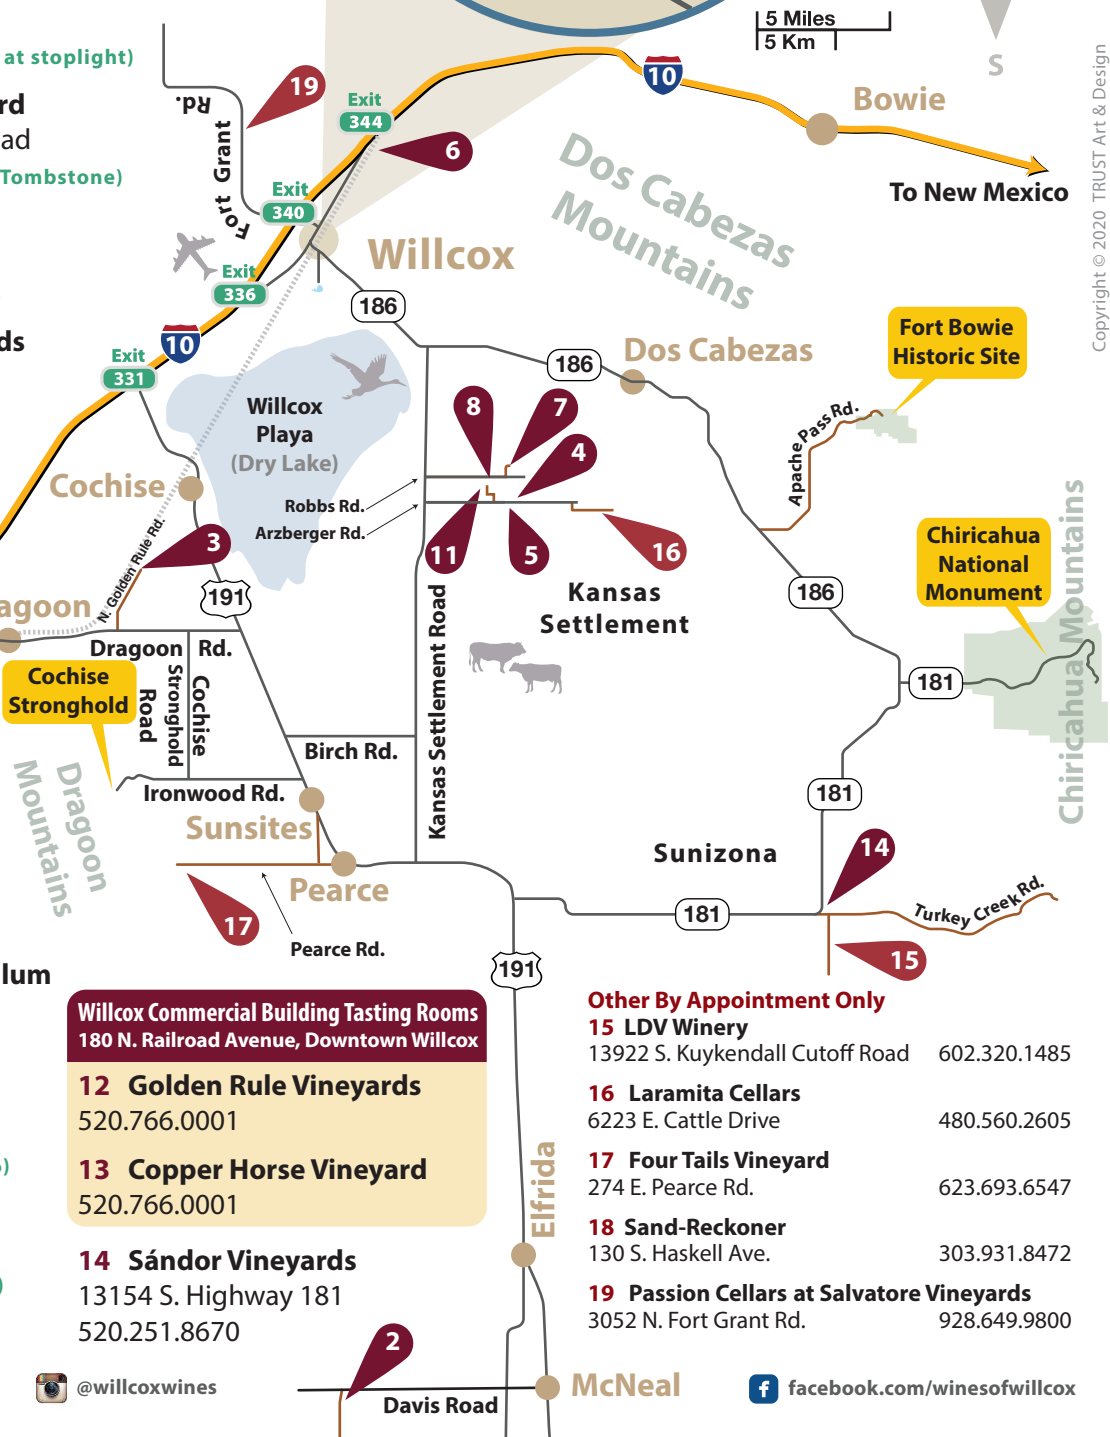 5 Miles
5 Km
S
Copyright © 2020 TRUST Art & Design
at stoplight)
rd
ad
Tombstone)
ds
Fort Grant Rd.
19
Exit
344
6
10
Bowie
To New Mexico
Dos Cabezas
Mountains
Exit
340
Willcox
Exit
336
186
10
Exit
331
186
Dos Cabezas
Fort Bowie
Historic Site
Apache Pass Rd.
Willcox
Playa
(Dry Lake)
8
7
4
Robbs Rd.
Arzberger Rd.
11
5
16
Cochise
N. Golden Rule Rd.
3
191
Kansas
Settlement
Chiricahua
National
Monument
Chiricahua Mountains
186
181
agoon
Dragoon Rd.
Cochise
Stronghold
Cochise
Stronghold
Road
Kansas Settlement Road
Birch Rd.
Ironwood Rd.
Dragoon
Mountains
Sunsites
Pearce
17
Pearce Rd.
181
Sunizona
14
181
Turkey Creek Rd.
15
191
lum
Willcox Commercial Building Tasting Rooms
180 N. Railroad Avenue, Downtown Willcox
12 Golden Rule Vineyards
520.766.0001
13 Copper Horse Vineyard
520.766.0001
14 Sándor Vineyards
13154 S. Highway 181
520.251.8670
)
)
Other By Appointment Only
15 LDV Winery
13922 S. Kuykendall Cutoff Road 602.320.1485
16 Laramita Cellars
6223 E. Cattle Drive 480.560.2605
17 Four Tails Vineyard
274 E. Pearce Rd. 623.693.6547
18 Sand-Reckoner
130 S. Haskell Ave. 303.931.8472
19 Passion Cellars at Salvatore Vineyards
3052 N. Fort Grant Rd. 928.649.9800
Elfrida
2
Davis Road
McNeal
@willcoxwines
f facebook.com/winesofwillcox